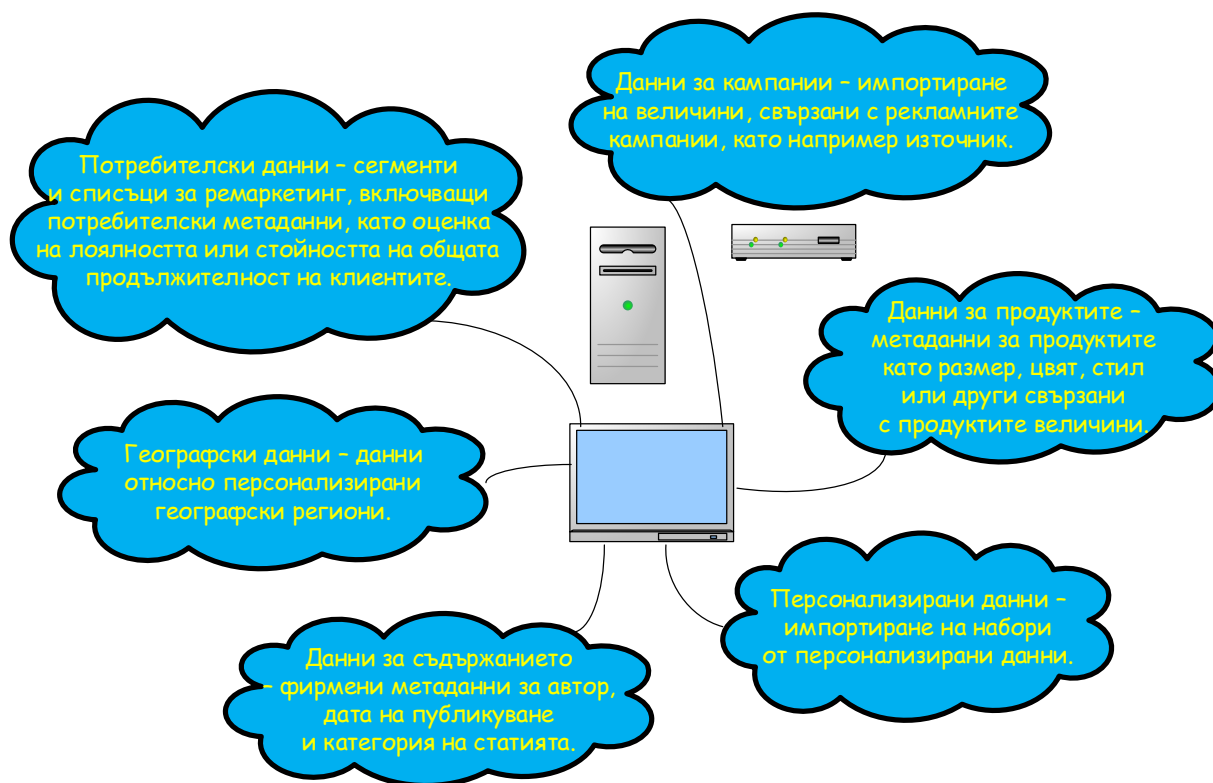 Данни за кампании – импортиране
на величини, свързани с рекламните
кампании, като например източник.
Потребителски данни – сегменти
и списъци за ремаркетинг, включващи
потребителски метаданни, като оценка
на лоялността или стойността на общата
продължителност на клиентите.
Данни за продуктите –
метаданни за продуктите
като размер, цвят, стил
или други свързани
с продуктите величини.
Географски данни – данни
относно персонализирани
географски региони.
Персонализирани данни –
импортиране на набори
от персонализирани данни.
Данни за съдържанието
– фирмени метаданни за автор,
дата на публикуване
и категория на статията.